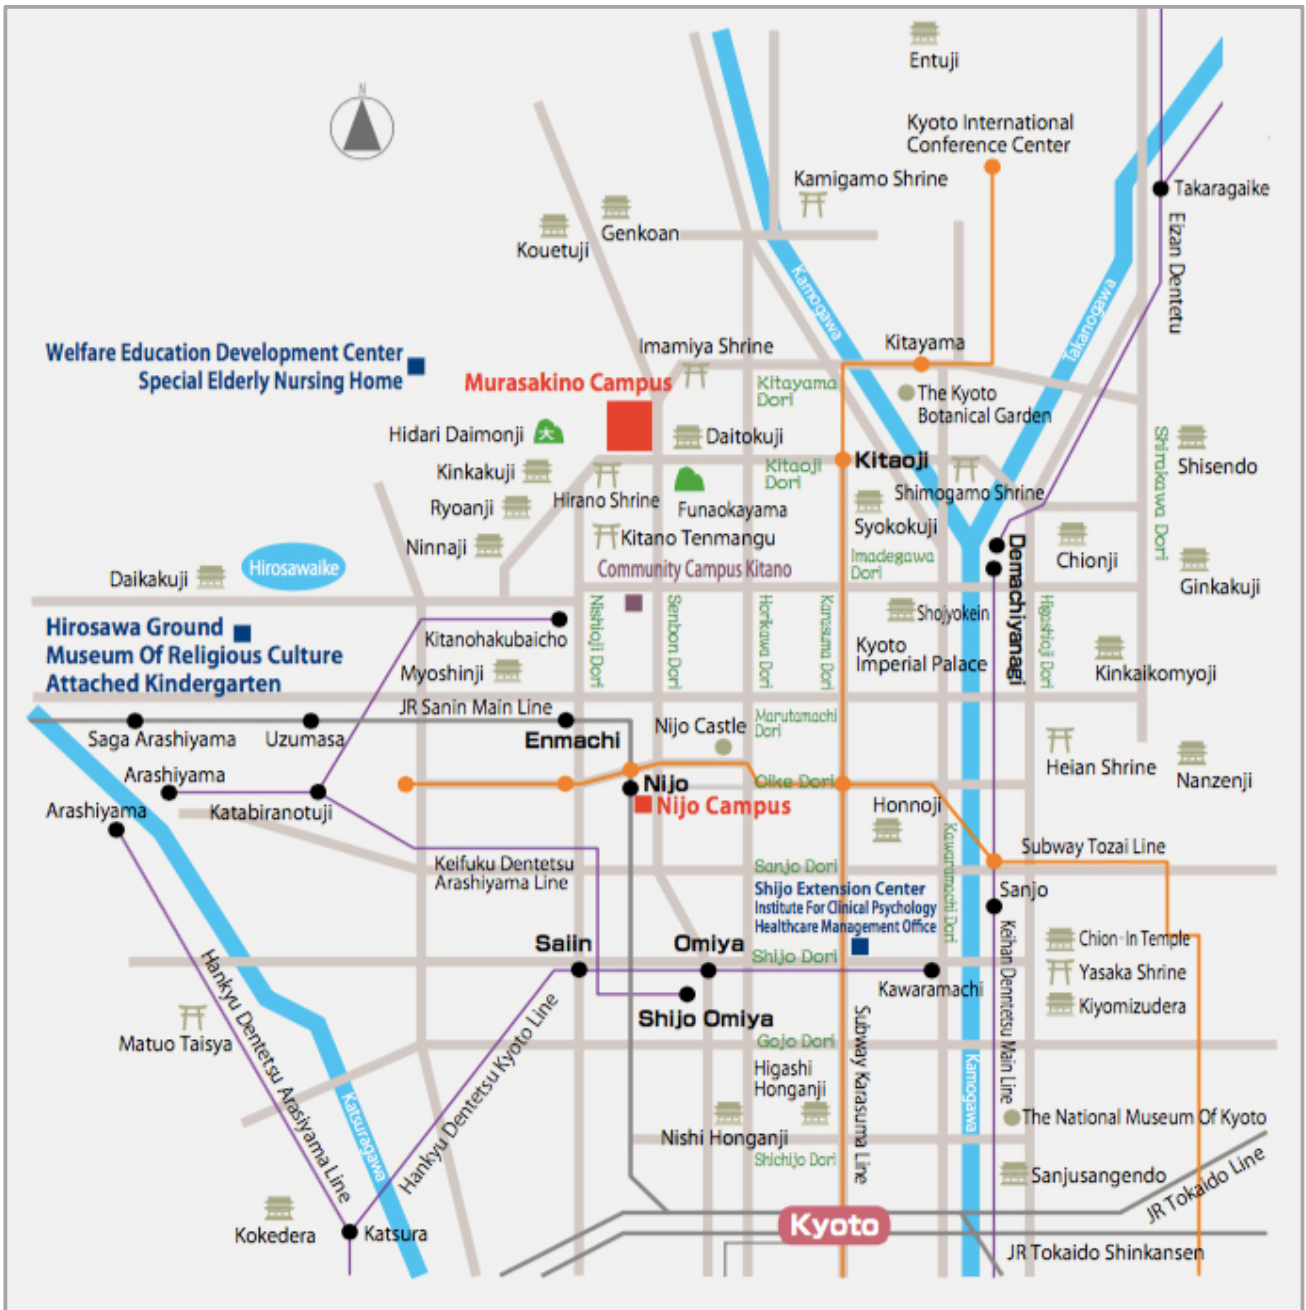 N
Entuji
Kyoto International
Conference Center
Kamigamo Shrine
Takaragaike
Genkoan
Kouetuji
Eizan Dentetu
Kamogawa
Takanogawa
Imamiya Shrine
Kitayama
Welfare Education Development Center
Special Elderly Nursing Home
Murasakino Campus
Kitayama
Dori
The Kyoto
Botanical Garden
Hidari Daimonji
大
Daitokuji
Shirakawa Dori
Shisendo
Kinkakuji
Kitaoji
Dori
Kitaoji
Hirano Shrine
Shimogamo Shrine
Ryoanji
Funaokayama
Syokokuji
Ninnaji
Kitano Tenmangu
Chionji
Imadegawa
Dori
Demachiyanagi
Hirosawaike
Daikakuji
Community Campus Kitano
Ginkakuji
Nishioji Dori
Senbon Dori
Horikawa Dori
Karasuma Dori
Higashioji Dori
Shojyokein
Hirosawa Ground
Museum Of Religious Culture
Attached Kindergarten
Kitanohakubaicho
Kyoto
Imperial Palace
Myoshinji
Kinkaikomyoji
JR Sanin Main Line
Saga Arashiyama
Uzumasa
Enmachi
Nijo Castle
Marutamachi
Dori
Heian Shrine
Nanzenji
Arashiyama
Nijo
Oike Dori
Arashiyama
Katabiranotuji
Nijo Campus
Honnoji
Kawaramachi Dori
Subway Tozai Line
Keifuku Dentetsu
Arashiyama Line
Sanjo Dori
Sanjo
Shijo Extension Center
Institute For Clinical Psychology
Healthcare Management Office
Keihan Denntetsu Main Line
Saiin
Omiya
Shijo Dori
Chion-In Temple
Yasaka Shrine
Kiyomizudera
Kawaramachi
Shijo Omiya
Hankyu Dentetsu Arasiyama Line
Hankyu Dentetsu Kyoto Line
Matuo Taisya
Gojo Dori
Subway Karasuma Line
Kamogawa
Higashi
Honganji
Katsuragawa
Nishi Honganji
The National Museum Of Kyoto
Shichijo Dori
Sanjusangendo
JR Tokaido Line
Kokedera
Katsura
Kyoto
JR Tokaido Shinkansen